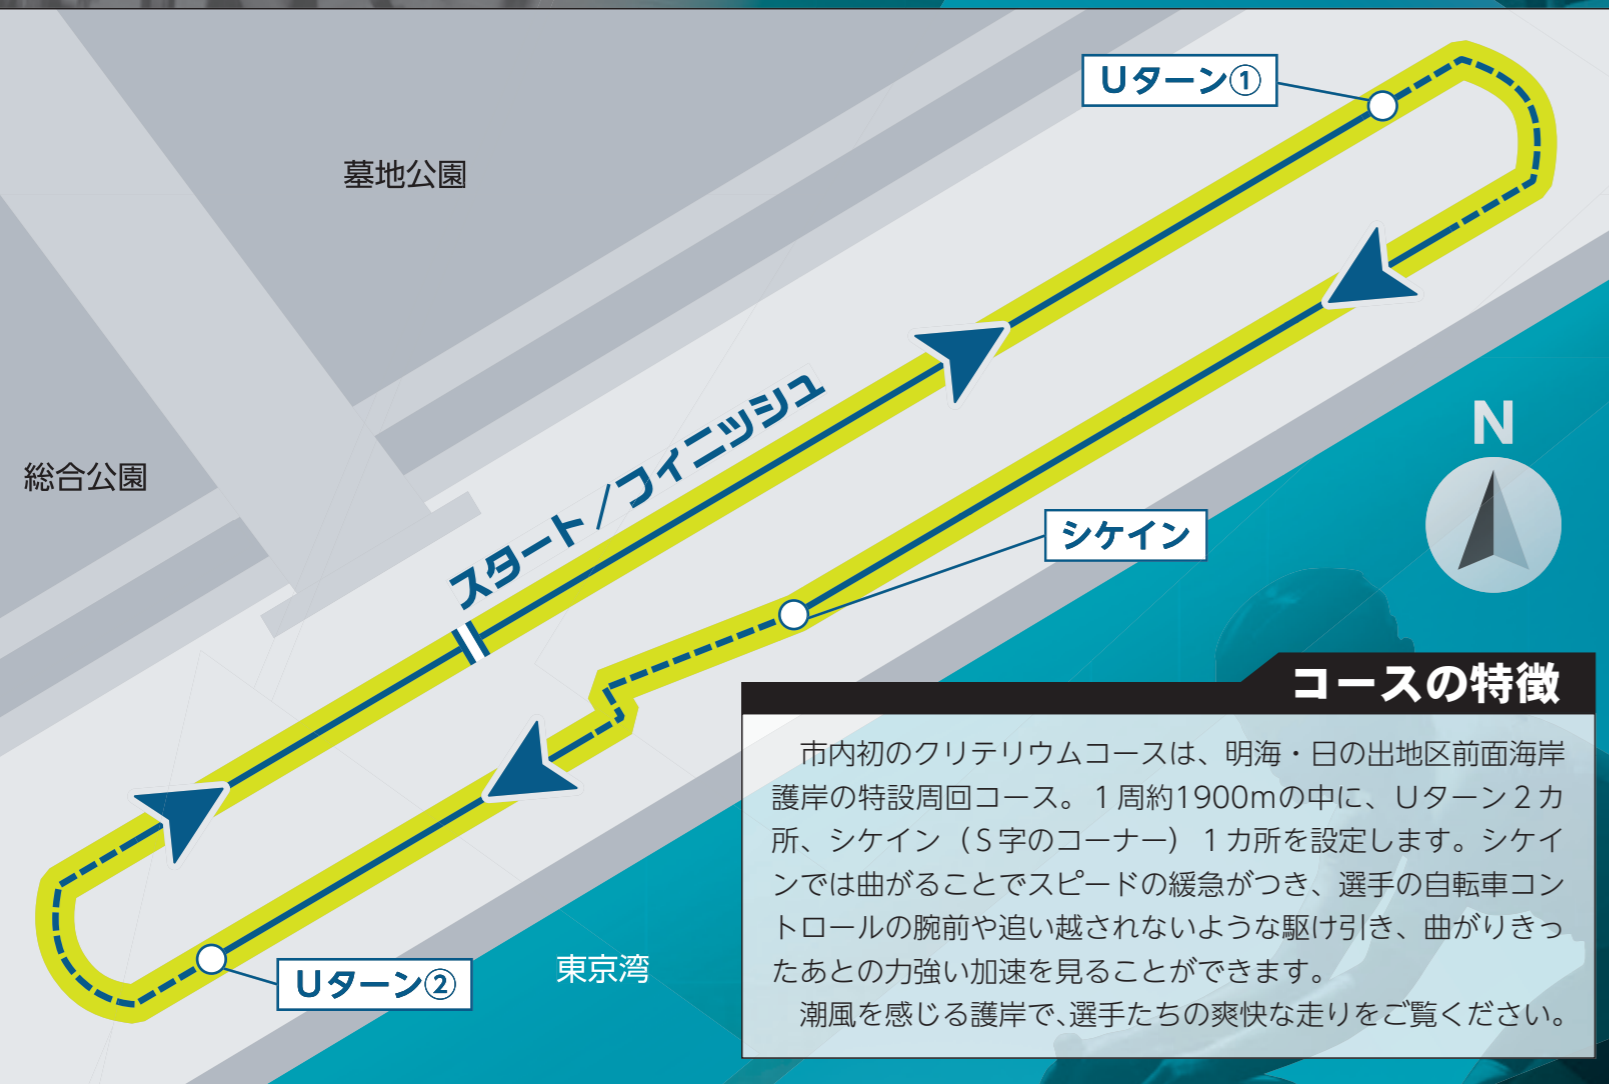 Uターン①
墓地公園
スタート/フィニッシュ
N
総合公園
シケイン
コースの特徴
市内初のクリテリウムコースは、明海・日の出地区前面海岸
護岸の特設周回コース。1周約1900mの中に、Uターン2カ
所、シケイン（S字のコーナー）1カ所を設定します。シケイ
ンでは曲がることでスピードの緩急がつき、選手の自転車コン
トロールの腕前や追い越されないような駆け引き、曲がりきっ
たあとの力強い加速を見ることができます。
潮風を感じる護岸で、選手たちの爽快な走りをご覧ください。
東京湾
Uターン②